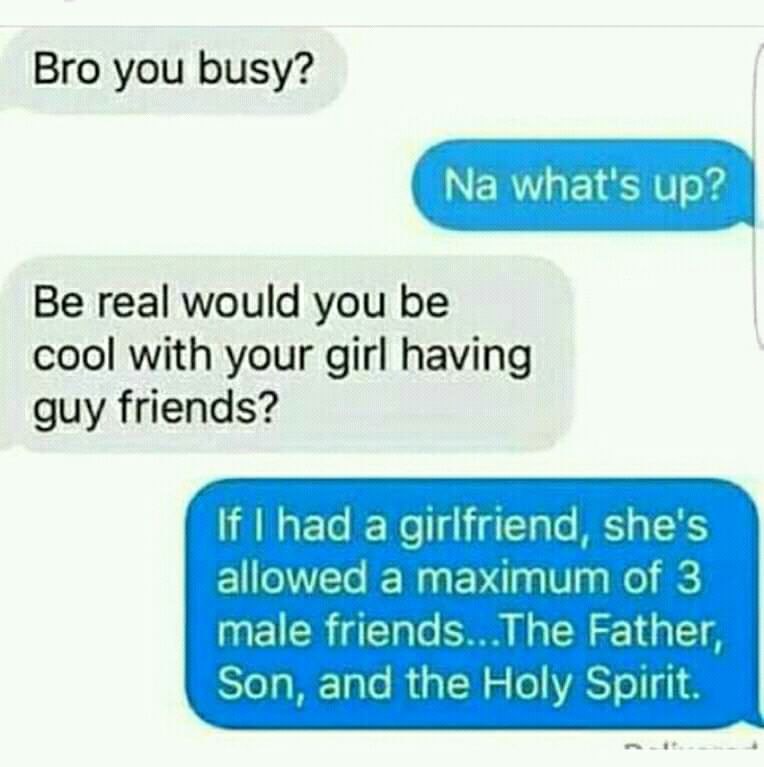 Bro you busy?
Na what's up?
Be real would you be
cool with your girl having
guy friends?
If I had a girlfriend, she's
allowed a maximum of 3
male friends...The Father,
Son, and the Holy Spirit.